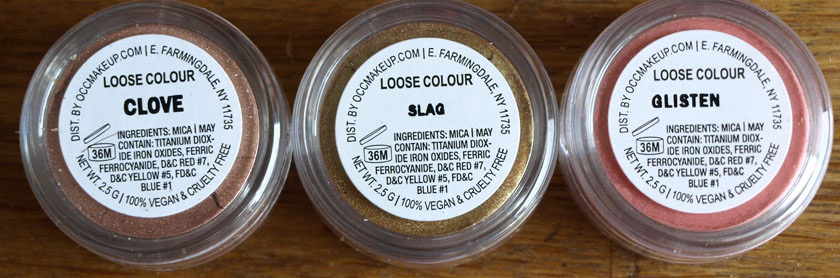 DIST. BY OCCMAKEUP.COM | E. FARMINGDALE, NY 11735
LOOSE COLOUR
CLOVE
36M
INGREDIENTS: MICA | MAY
CONTAIN: TITANIUM DIOX-
IDE IRON OXIDES, FERRIC
FERROCYANIDE, D&C RED #7,
D&C YELLOW #5, FD&C
BLUE #1
NET WT. 2.5 G | 100% VEGAN & CRUELTY FREE
DIST. BY OCCMAKEUP.COM | E. FARMINGDALE, NY 11735
LOOSE COLOUR
SLAG
36M
INGREDIENTS: MICA | MAY
CONTAIN: TITANIUM DIOX-
IDE IRON OXIDES, FERRIC
FERROCYANIDE, D&C RED #7,
D&C YELLOW #5, FD&C
BLUE #1
NET WT. 2.5 G | 100% VEGAN & CRUELTY FREE
DIST. BY OCCMAKEUP.COM | E. FARMINGDALE, NY 11735
LOOSE COLOUR
GLISTEN
36M
INGREDIENTS: MICA | MAY
CONTAIN: TITANIUM DIOX-
IDE IRON OXIDES, FERRIC
FERROCYANIDE, D&C RED #7,
D&C YELLOW #5, FD&C
BLUE #1
NET WT. 2.5 G | 100% VEGAN & CRUELTY FREE